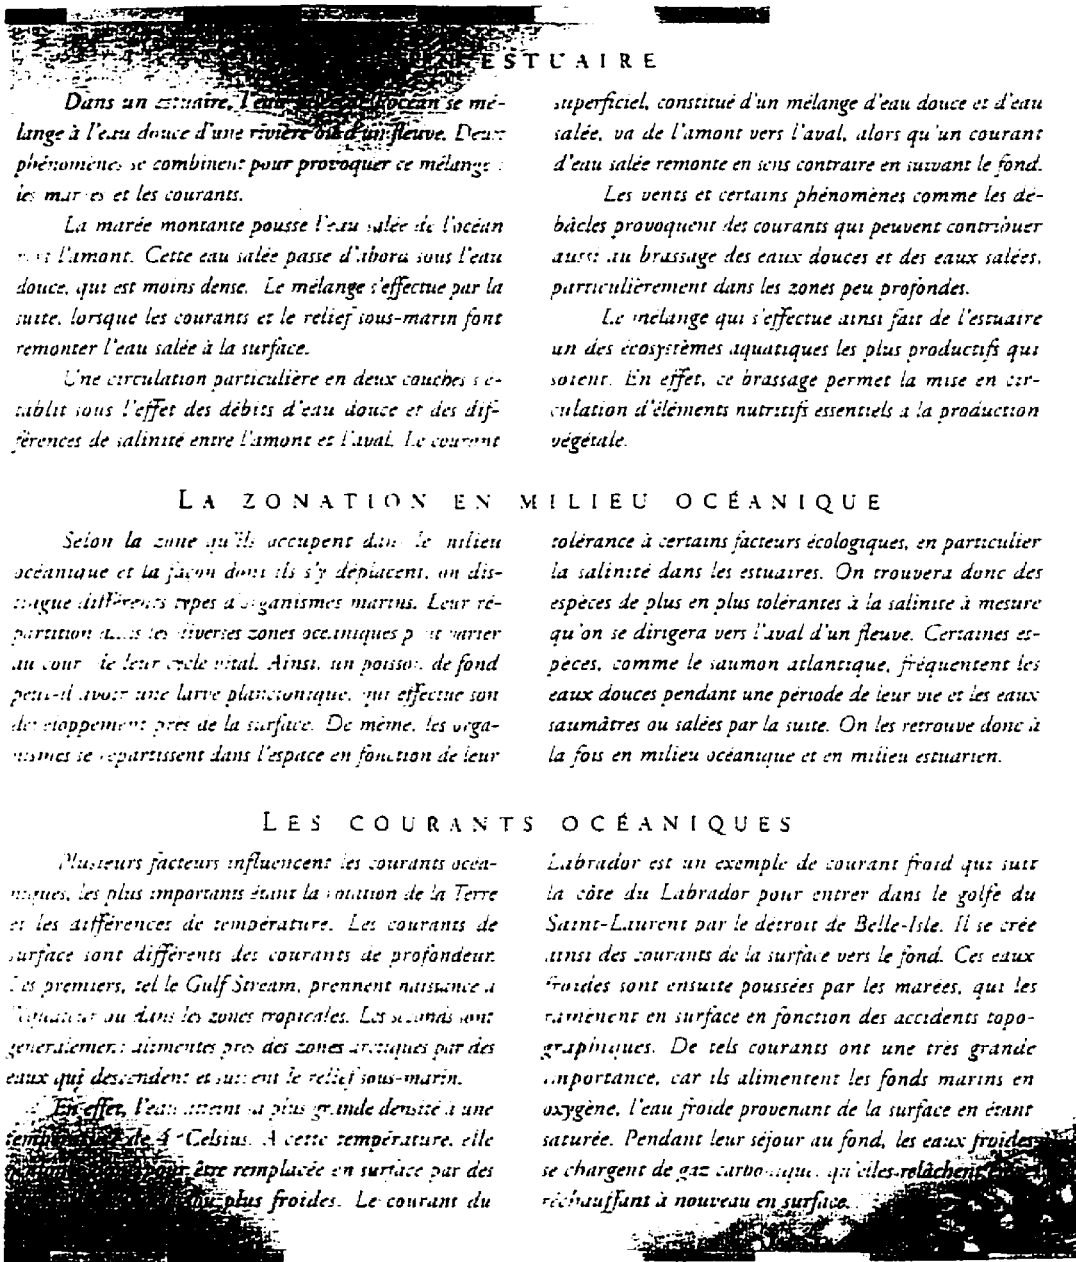 ESTUAIRE
Dans un estuaire, l'eau se mé-
lange à l'eau douce d'une rivière ou d'un fleuve. Deux
phénomènes se combinent pour provoquer ce mélange :
les marées et les courants.
La marée montante pousse l'eau salée de l'océan
vers l'amont. Cette eau salée passe d'abord sous l'eau
douce, qui est moins dense. Le mélange s'effectue par la
suite, lorsque les courants et le relief sous-marin font
remonter l'eau salée à la surface.
Une circulation particulière en deux couches s'é-
tablit sous l'effet des débits d'eau douce et des dif-
férences de salinité entre l'amont et l'aval. Le courant
superficiel, constitué d'un mélange d'eau douce et d'eau
salée, va de l'amont vers l'aval, alors qu'un courant
d'eau salée remonte en sens contraire en suivant le fond.
Les vents et certains phénomènes comme les dé-
bâcles provoquent des courants qui peuvent contribuer
aussi au brassage des eaux douces et des eaux salées,
particulièrement dans les zones peu profondes.
Le mélange qui s'effectue ainsi fait de l'estuaire
un des écosystèmes aquatiques les plus productifs qui
soient. En effet, ce brassage permet la mise en cir-
culation d'éléments nutritifs essentiels à la production
végétale.
LA ZONATION EN MILIEU OCÉANIQUE
Selon la zone qu'ils occupent dans le milieu
océanique et la façon dont ils s'y déplacent, on dis-
tingue différents types d'organismes marins. Leur ré-
partition dans les diverses zones océaniques peut varier
au cours de leur cycle vital. Ainsi, un poisson de fond
peut-il avoir une larve planctonique, qui effectue son
développement près de la surface. De même, les orga-
nismes se répartissent dans l'espace en fonction de leur
tolérance à certains facteurs écologiques, en particulier
la salinité dans les estuaires. On trouvera donc des
espèces de plus en plus tolérantes à la salinité à mesure
qu'on se dirigera vers l'aval d'un fleuve. Certaines es-
pèces, comme le saumon atlantique, fréquentent les
eaux douces pendant une période de leur vie et les eaux
saumâtres ou salées par la suite. On les retrouve donc à
la fois en milieu océanique et en milieu estuarien.
LES COURANTS OCÉANIQUES
Plusieurs facteurs influencent les courants océa-
niques, les plus importants étant la rotation de la Terre
et les différences de température. Les courants de
surface sont différents des courants de profondeur.
Les premiers, tel le Gulf Stream, prennent naissance à
l'équateur ou dans les zones tropicales. Les seconds sont
généralement alimentés près des zones arctiques par des
eaux qui descendent et suivent le relief sous-marin.
En effet, l'eau atteint sa plus grande densité à une
température de 4 °Celsius. À cette température, elle
pour être remplacée en surface par des
plus froides. Le courant du
Labrador est un exemple de courant froid qui suit
la côte du Labrador pour entrer dans le golfe du
Saint-Laurent par le détroit de Belle-Isle. Il se crée
ainsi des courants de la surface vers le fond. Ces eaux
froides sont ensuite poussées par les marées, qui les
ramènent en surface en fonction des accidents topo-
graphiques. De tels courants ont une très grande
importance, car ils alimentent les fonds marins en
oxygène, l'eau froide provenant de la surface en étant
saturée. Pendant leur séjour au fond, les eaux froides
se chargent de gaz carbonique, qu'elles relâchent
réchauffant à nouveau en surface.